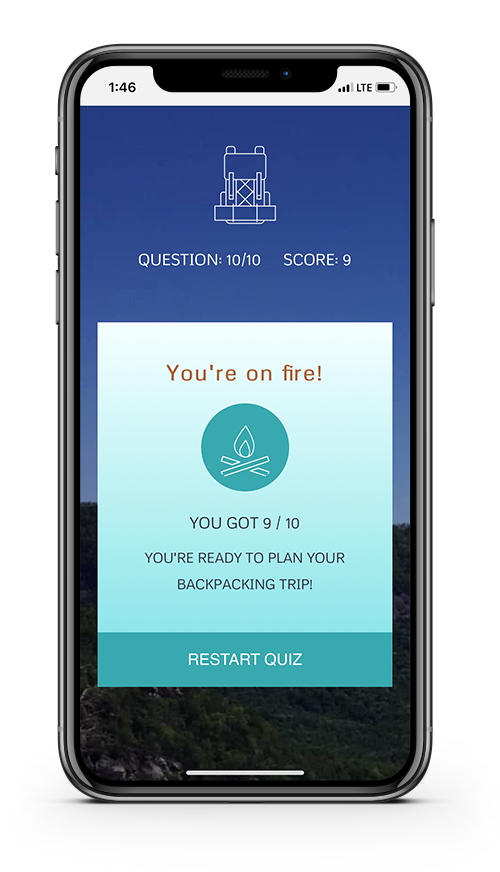 1:46 LTE
QUESTION: 10/10 SCORE: 9
You're on fire!
YOU GOT 9 / 10
YOU'RE READY TO PLAN YOUR
BACKPACKING TRIP!
RESTART QUIZ